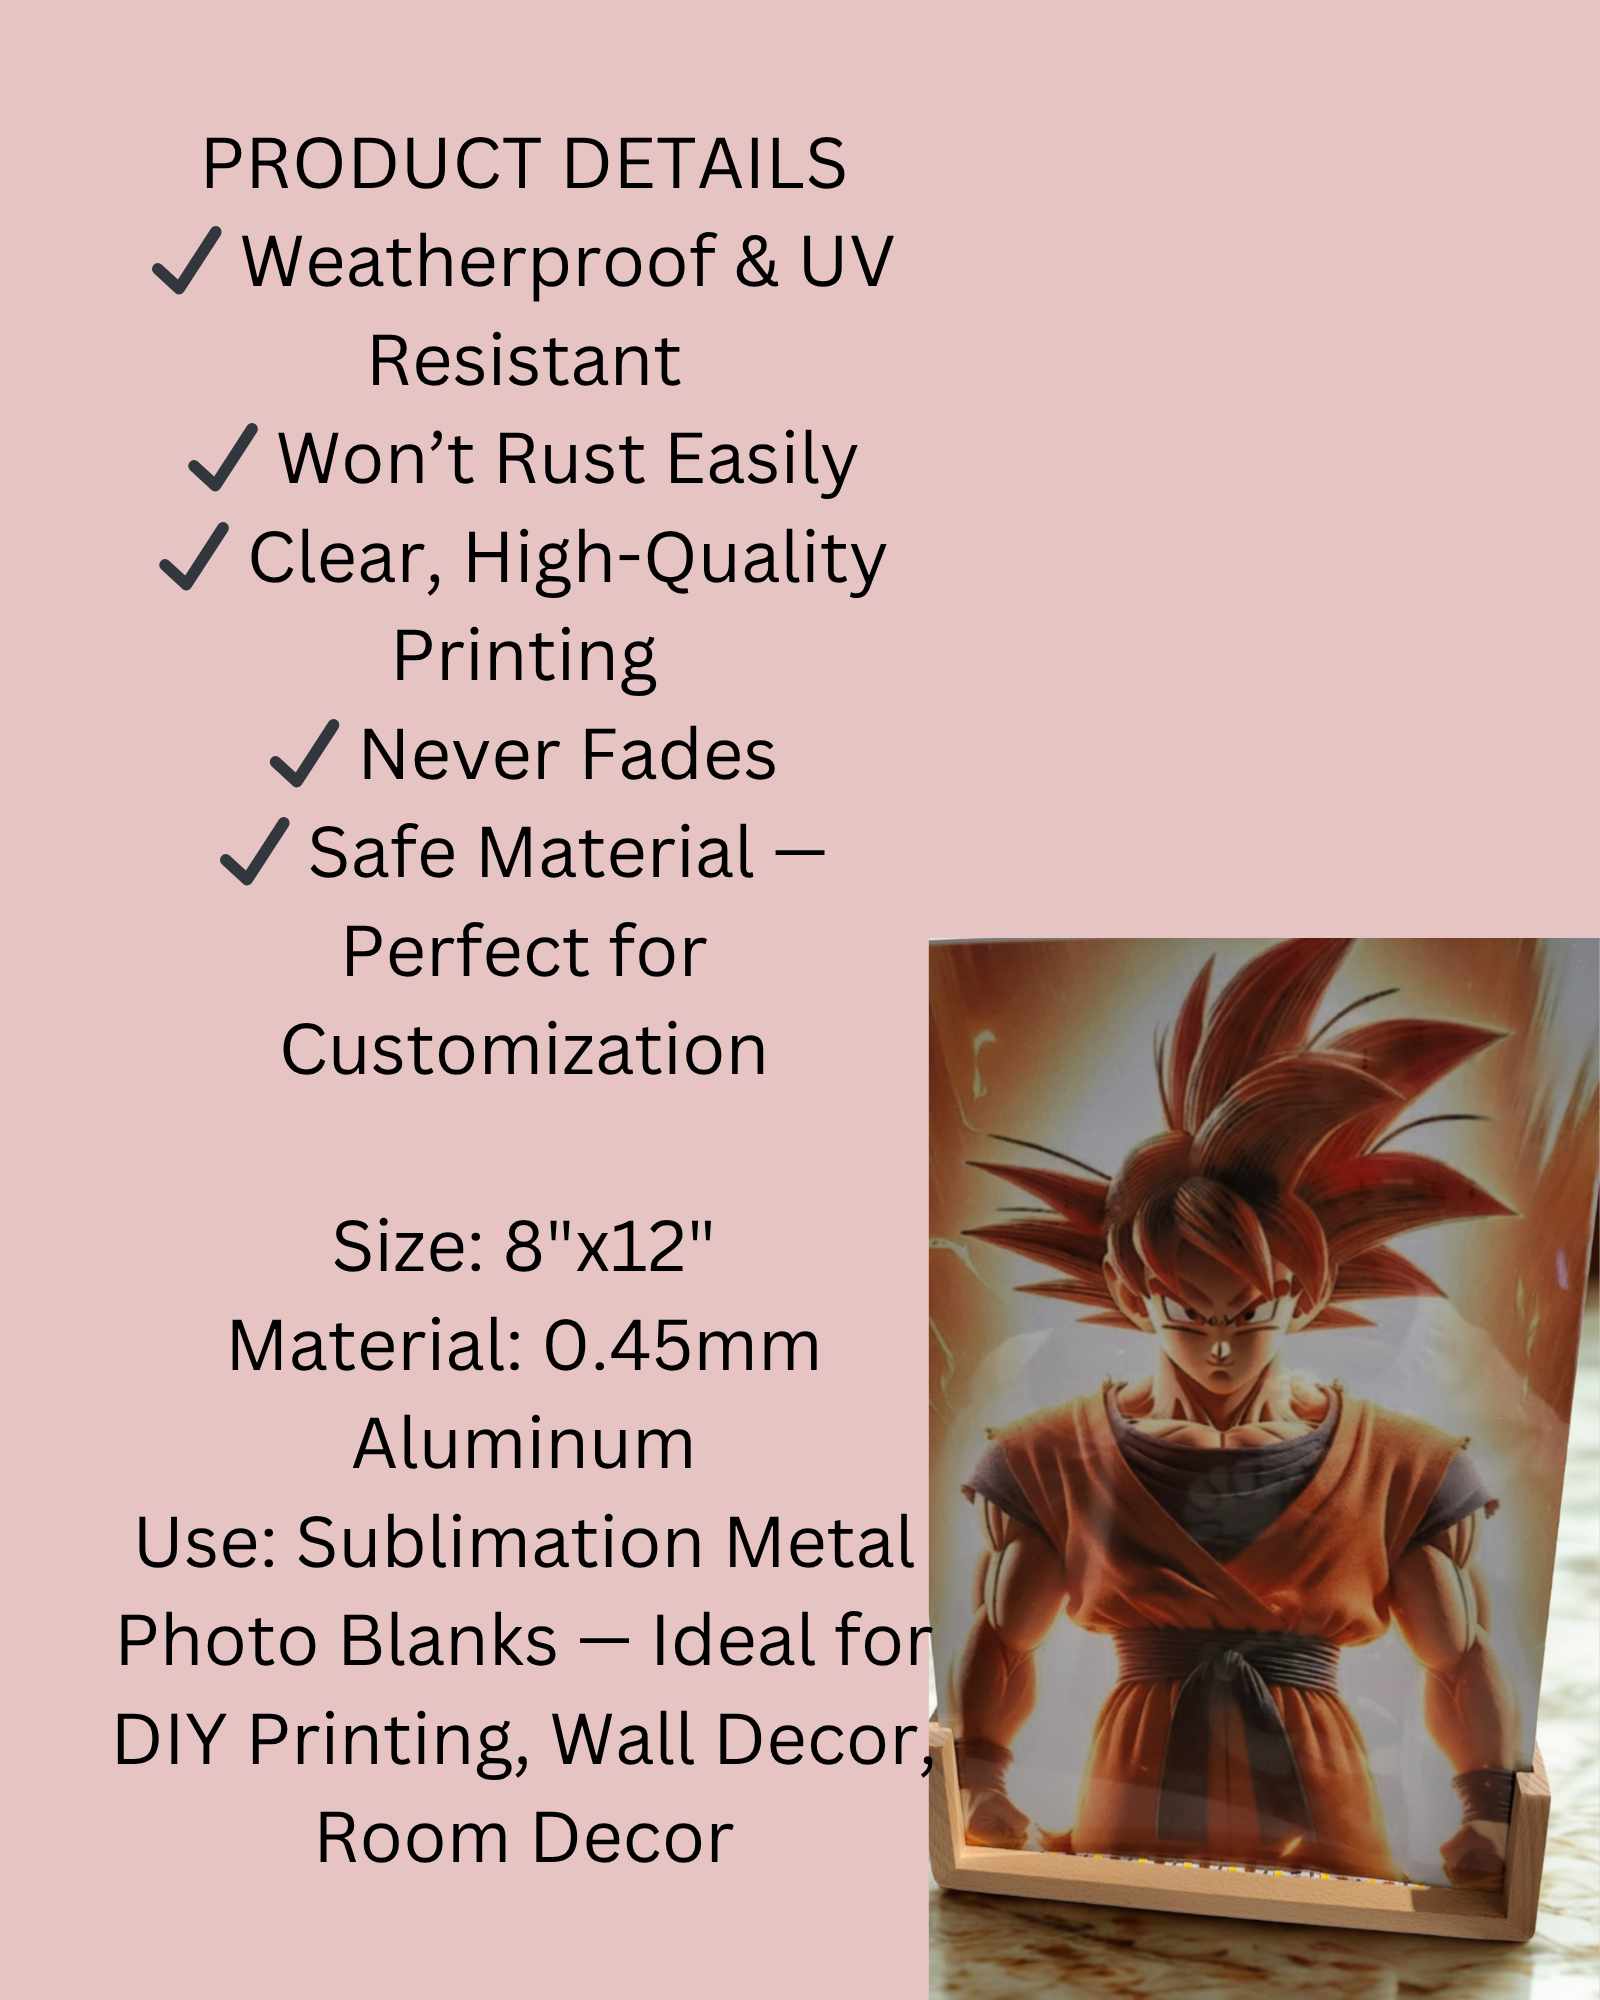 PRODUCT DETAILS
✔ Weatherproof & UV
Resistant
✔ Won’t Rust Easily
✔ Clear, High-Quality
Printing
✔ Never Fades
✔ Safe Material —
Perfect for
Customization
Size: 8"x12"
Material: 0.45mm
Aluminum
Use: Sublimation Metal
Photo Blanks — Ideal for
DIY Printing, Wall Decor,
Room Decor